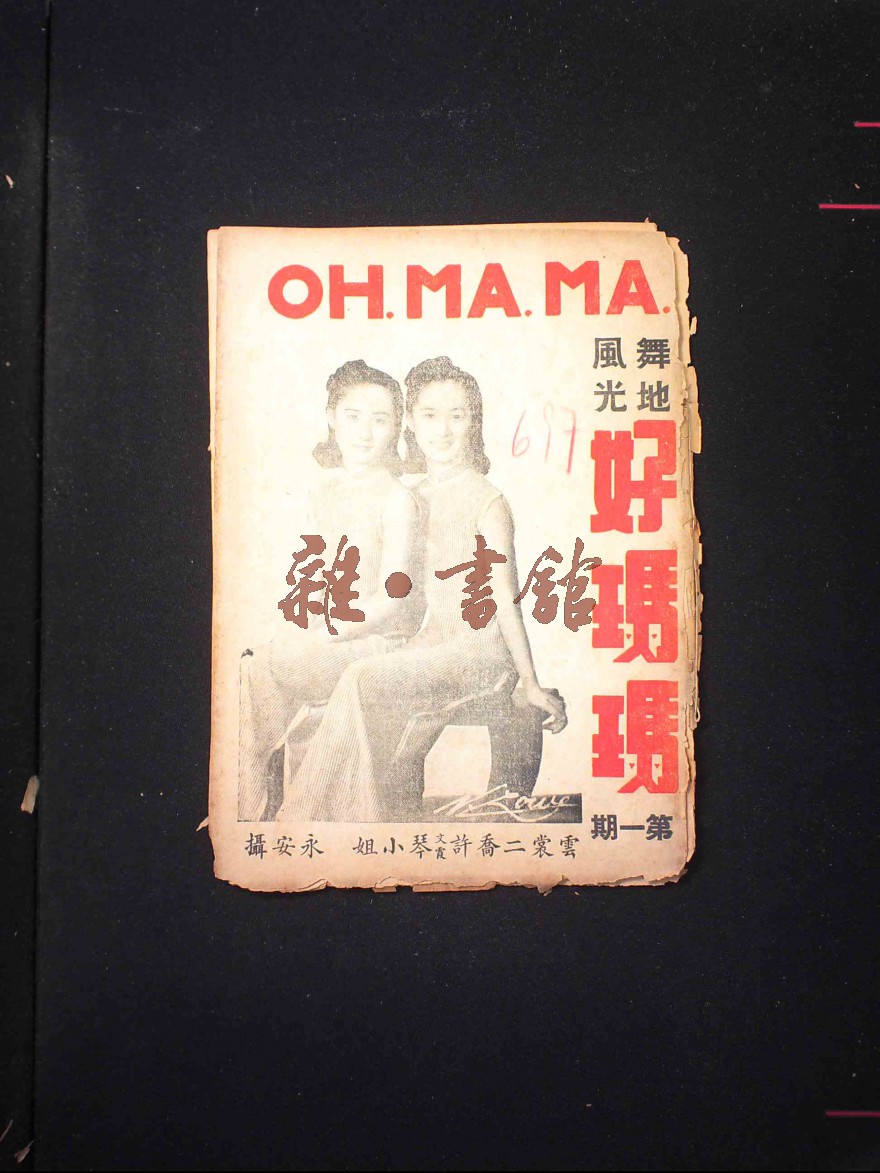 OH.MA.MA.
舞地
風光
好瑪瑪
697
雜·書館
第一期
雲裳二喬許文霞琴小姐 永安攝